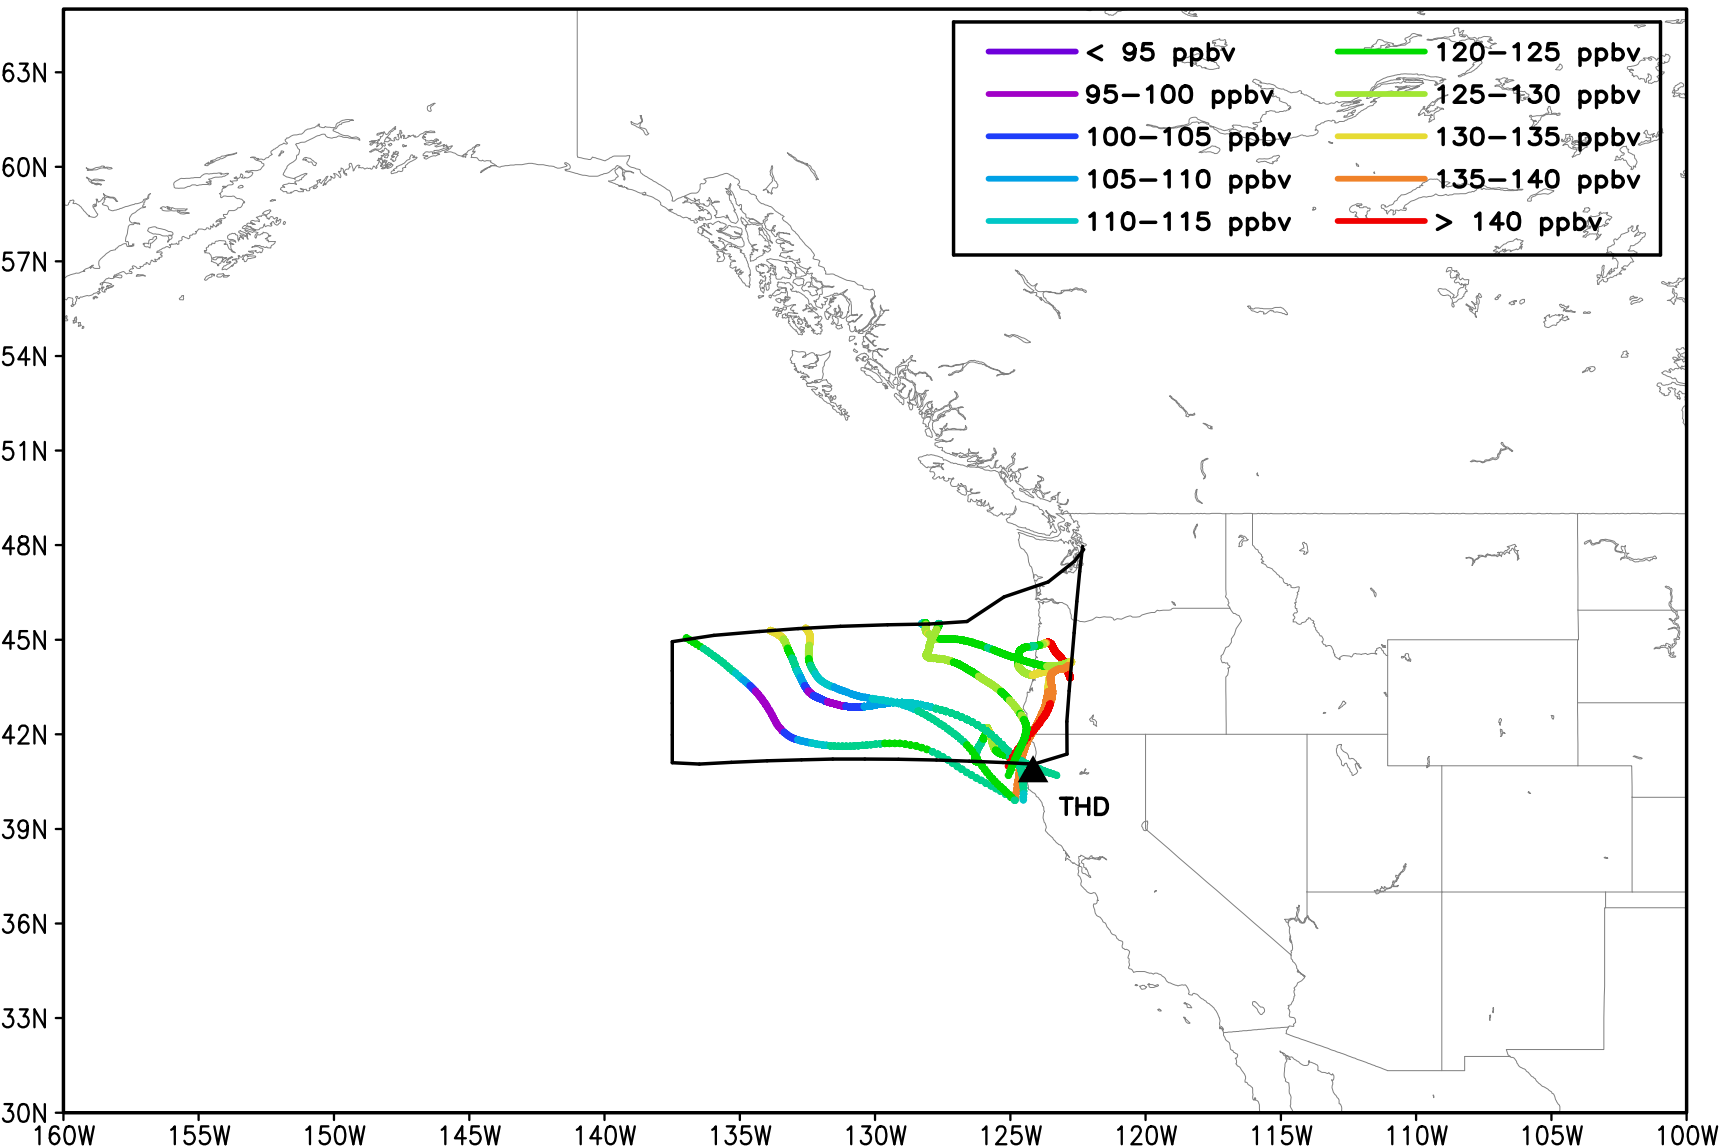 63N
60N
57N
54N
51N
48N
45N
42N
39N
36N
33N
30N
< 95 ppbv
95-100 ppbv
100-105 ppbv
105-110 ppbv
110-115 ppbv
120-125 ppbv
125-130 ppbv
130-135 ppbv
135-140 ppbv
> 140 ppbv
THD
160W 155W 150W 145W 140W 135W 130W 125W 120W 115W 110W 105W 100W